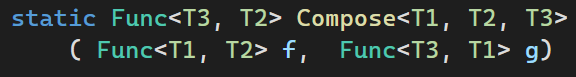 static Func<T3, T2> Compose<T1, T2, T3>
( Func<T1, T2> f, Func<T3, T1> g)